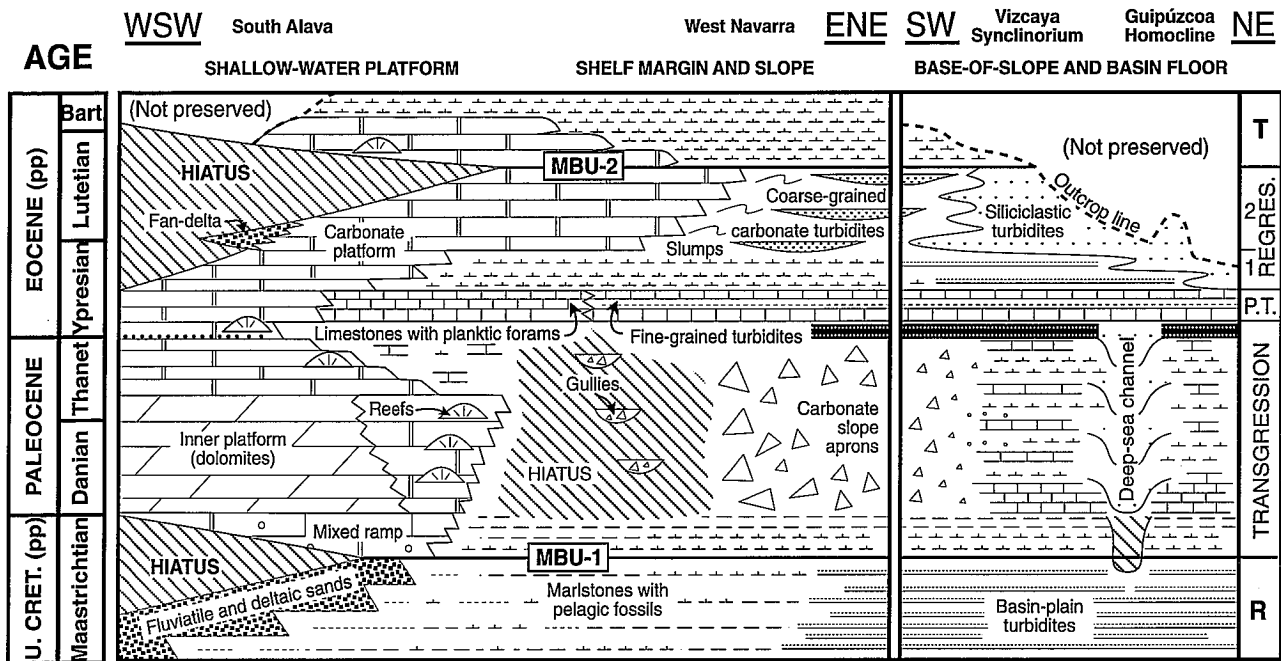 WSW South Alava West Navarra ENE SW Vizcaya Synclinorium Guipúzcoa Homocline NE
AGE
SHALLOW-WATER PLATFORM SHELF MARGIN AND SLOPE BASE-OF-SLOPE AND BASIN FLOOR
EOCENE (pp)
Bart.
Lutetian
Ypresian
PALEOCENE
Thanet
Danian
U. CRET. (pp)
Maastrichtian
(Not preserved)
HIATUS
MBU-2
Fan-delta
Carbonate
platform
Coarse-grained
carbonate turbidites
Slumps
Limestones with planktic forams
Fine-grained turbidites
Gullies
Reefs
Inner platform
(dolomites)
HIATUS
Carbonate
slope
aprons
Mixed ramp
HIATUS
MBU-1
Fluviatile and deltaic sands
Marlstones with
pelagic fossils
(Not preserved)
Outcrop line
Siliciclastic
turbidites
Deep-sea channel
Basin-plain
turbidites
T
2
1
REGRES.
P.T.
TRANSGRESSION
R